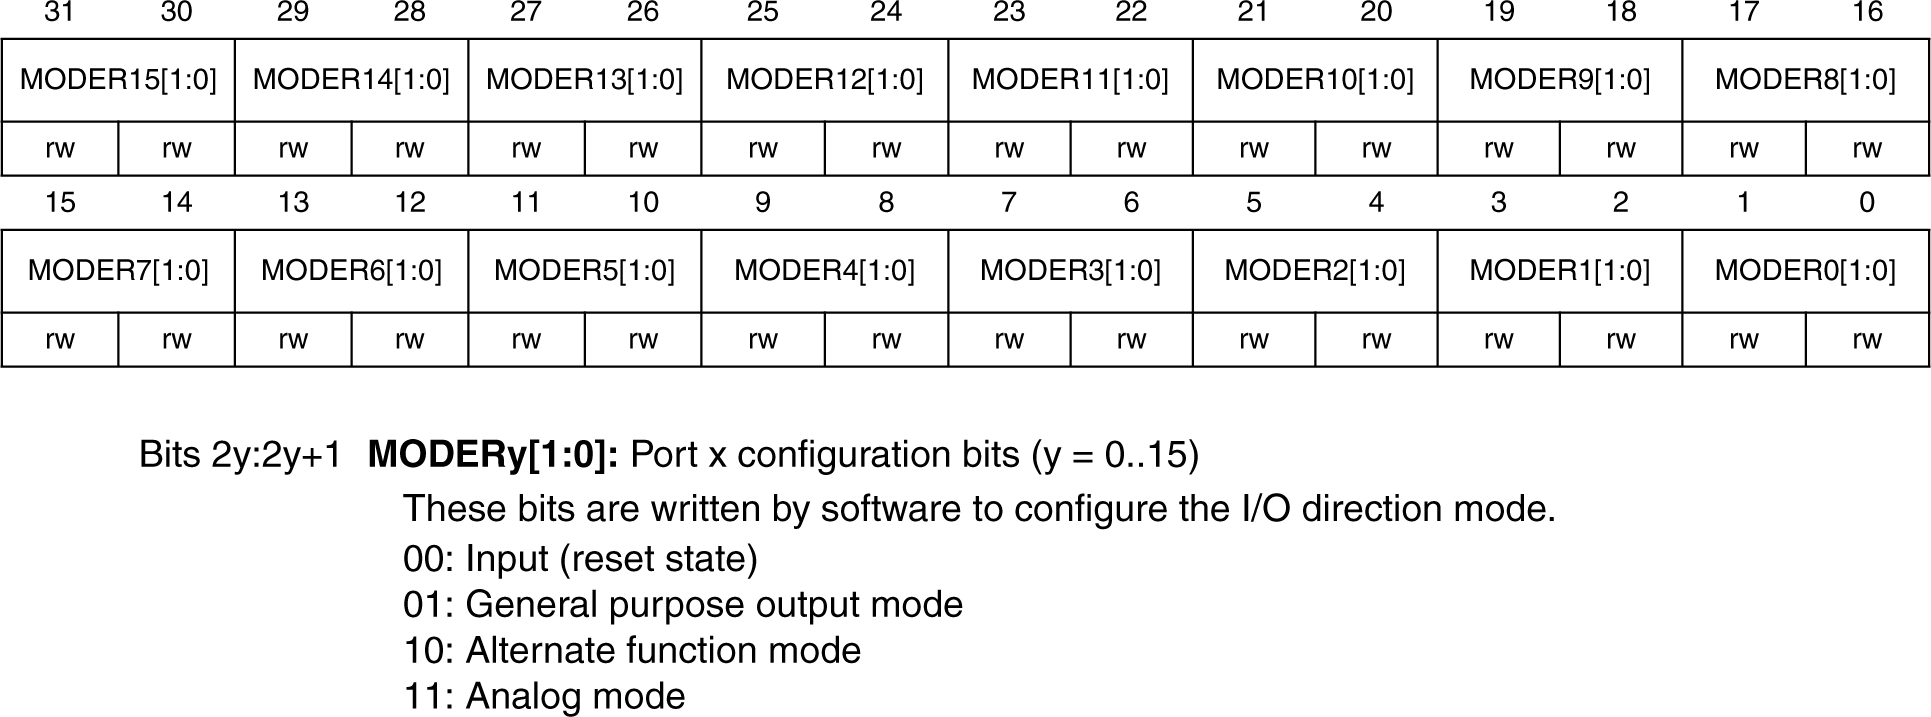 31 30 29 28 27 26 25 24 23 22 21 20 19 18 17 16
MODER15[1:0] MODER14[1:0] MODER13[1:0] MODER12[1:0] MODER11[1:0] MODER10[1:0] MODER9[1:0] MODER8[1:0]
rw rw rw rw rw rw rw rw rw rw rw rw rw rw rw rw
15 14 13 12 11 10 9 8 7 6 5 4 3 2 1 0
MODER7[1:0] MODER6[1:0] MODER5[1:0] MODER4[1:0] MODER3[1:0] MODER2[1:0] MODER1[1:0] MODER0[1:0]
rw rw rw rw rw rw rw rw rw rw rw rw rw rw rw rw
Bits 2y:2y+1 MODERy[1:0]: Port x configuration bits (y = 0..15)
These bits are written by software to configure the I/O direction mode.
00: Input (reset state)
01: General purpose output mode
10: Alternate function mode
11: Analog mode